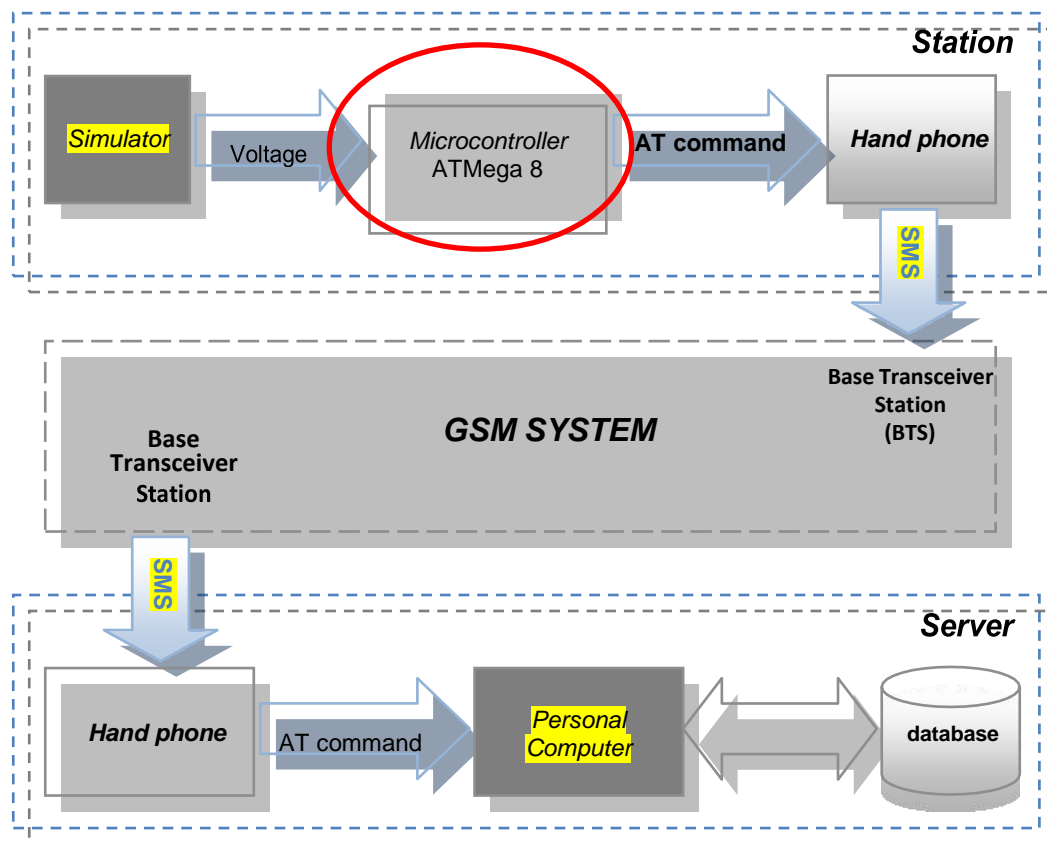 Station
Simulator
Voltage
Microcontroller
ATMega 8
AT command
Hand phone
SMS
Base Transceiver
Station
(BTS)
GSM SYSTEM
Base
Transceiver
Station
SMS
Server
Hand phone
AT command
Personal
Computer
database